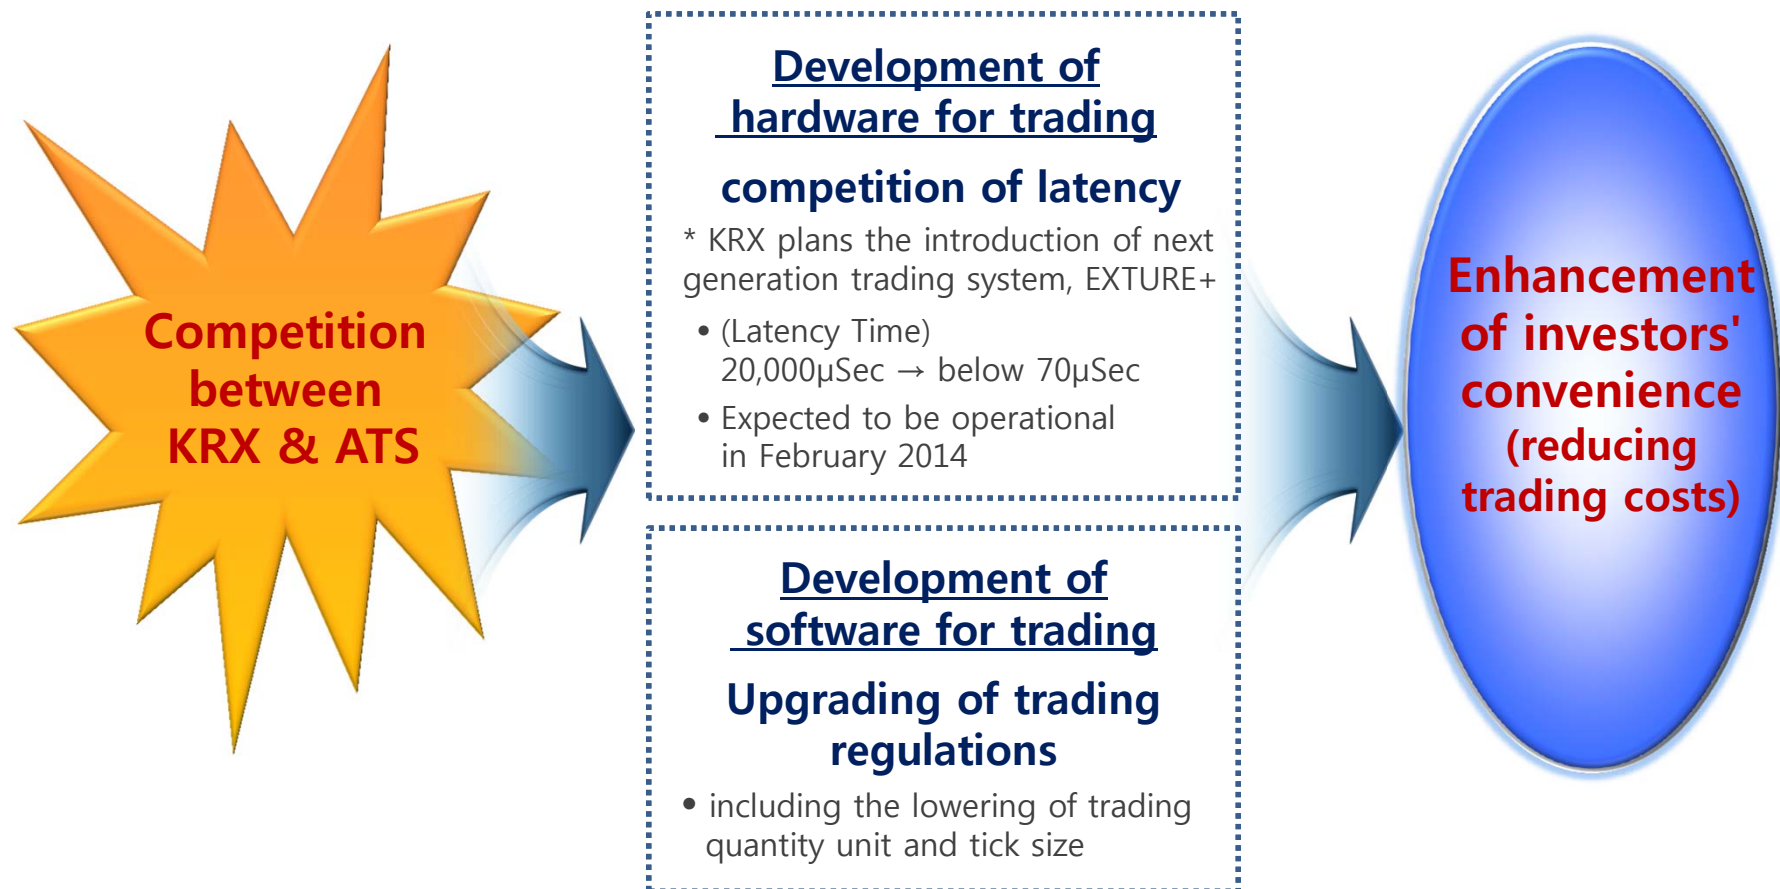 Competition
between
KRX & ATS
Development of
hardware for trading
competition of latency
* KRX plans the introduction of next
generation trading system, EXTURE+
• (Latency Time)
20,000µSec → below 70µSec
• Expected to be operational
in February 2014
Development of
software for trading
Upgrading of trading
regulations
• including the lowering of trading
quantity unit and tick size
Enhancement
of investors'
convenience
(reducing
trading costs)